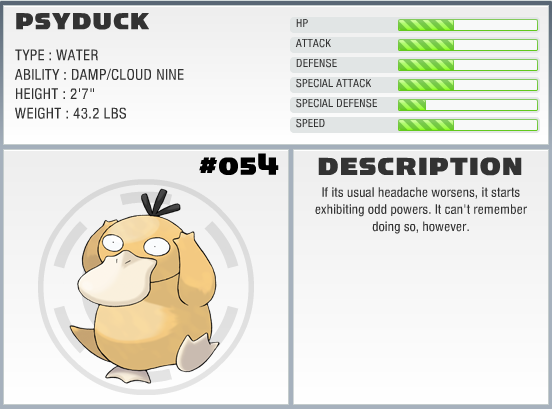 PSYDUCK
TYPE : WATER
ABILITY : DAMP/CLOUD NINE
HEIGHT : 2'7"
WEIGHT : 43.2 LBS
HP
ATTACK
DEFENSE
SPECIAL ATTACK
SPECIAL DEFENSE
SPEED
#054
DESCRIPTION
If its usual headache worsens, it starts
exhibiting odd powers. It can't remember
doing so, however.